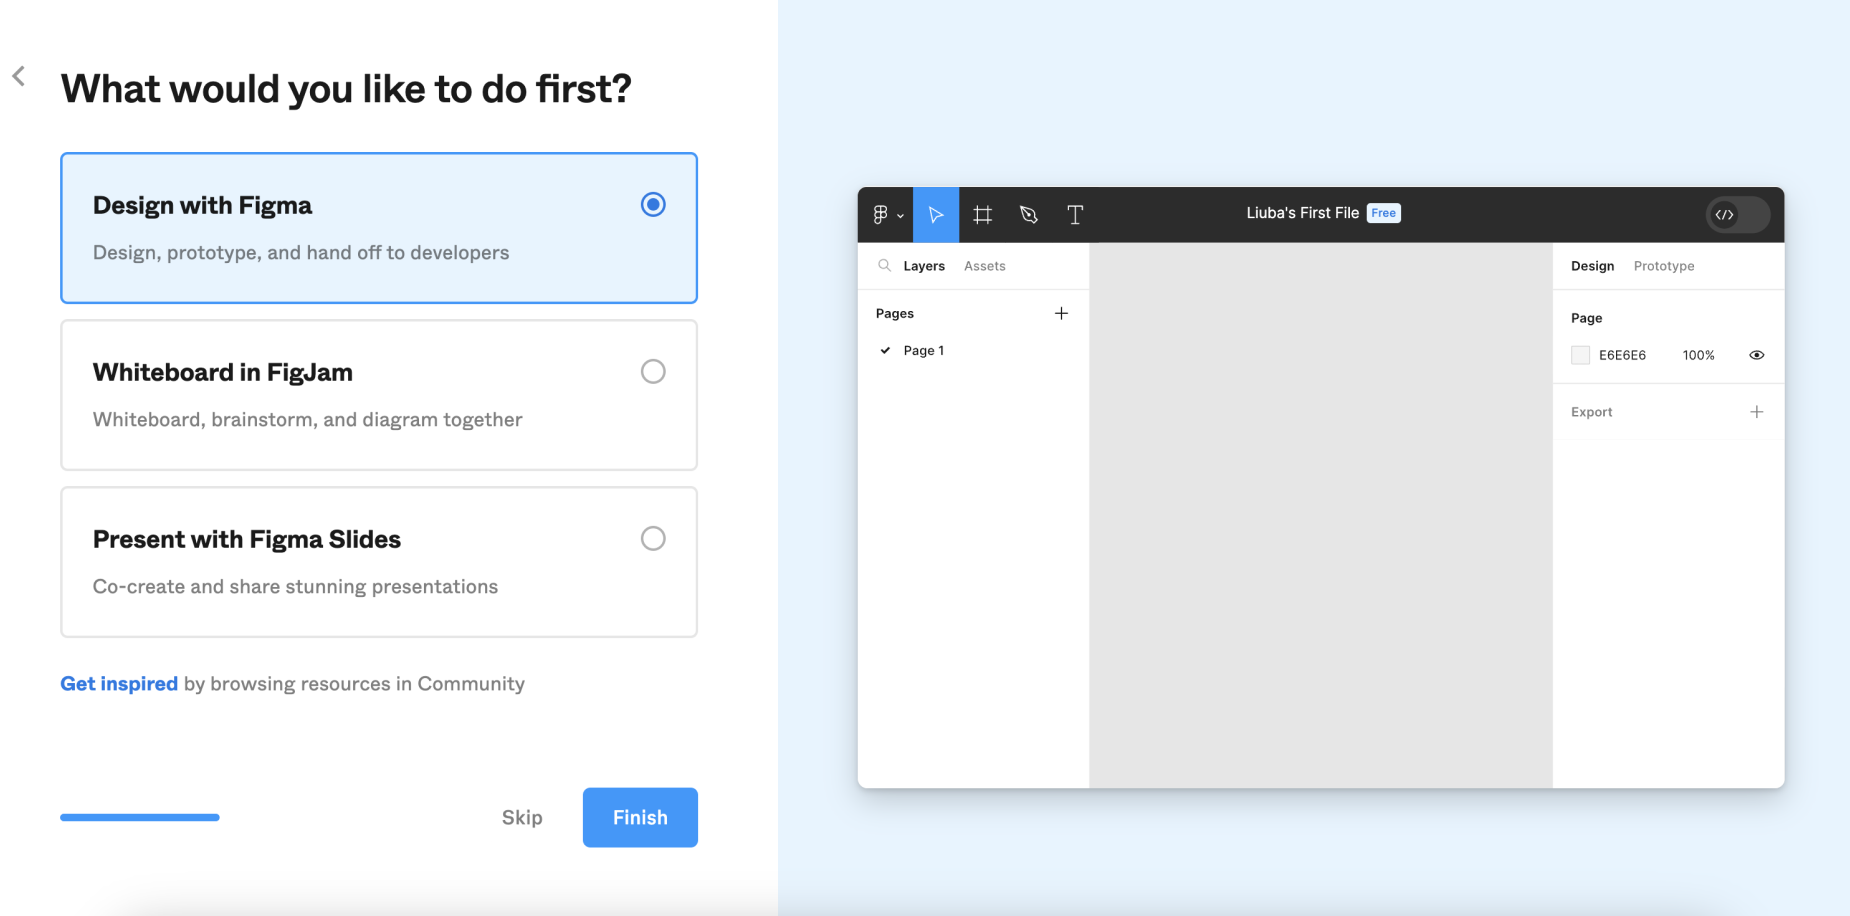 What would you like to do first?
Design with Figma
Design, prototype, and hand off to developers
Whiteboard in FigJam
Whiteboard, brainstorm, and diagram together
Present with Figma Slides
Co-create and share stunning presentations
Get inspired by browsing resources in Community
Skip
Finish
Liuba's First File Free
Layers Assets
Pages
Page 1
Design Prototype
Page
E6E6E6 100%
Export